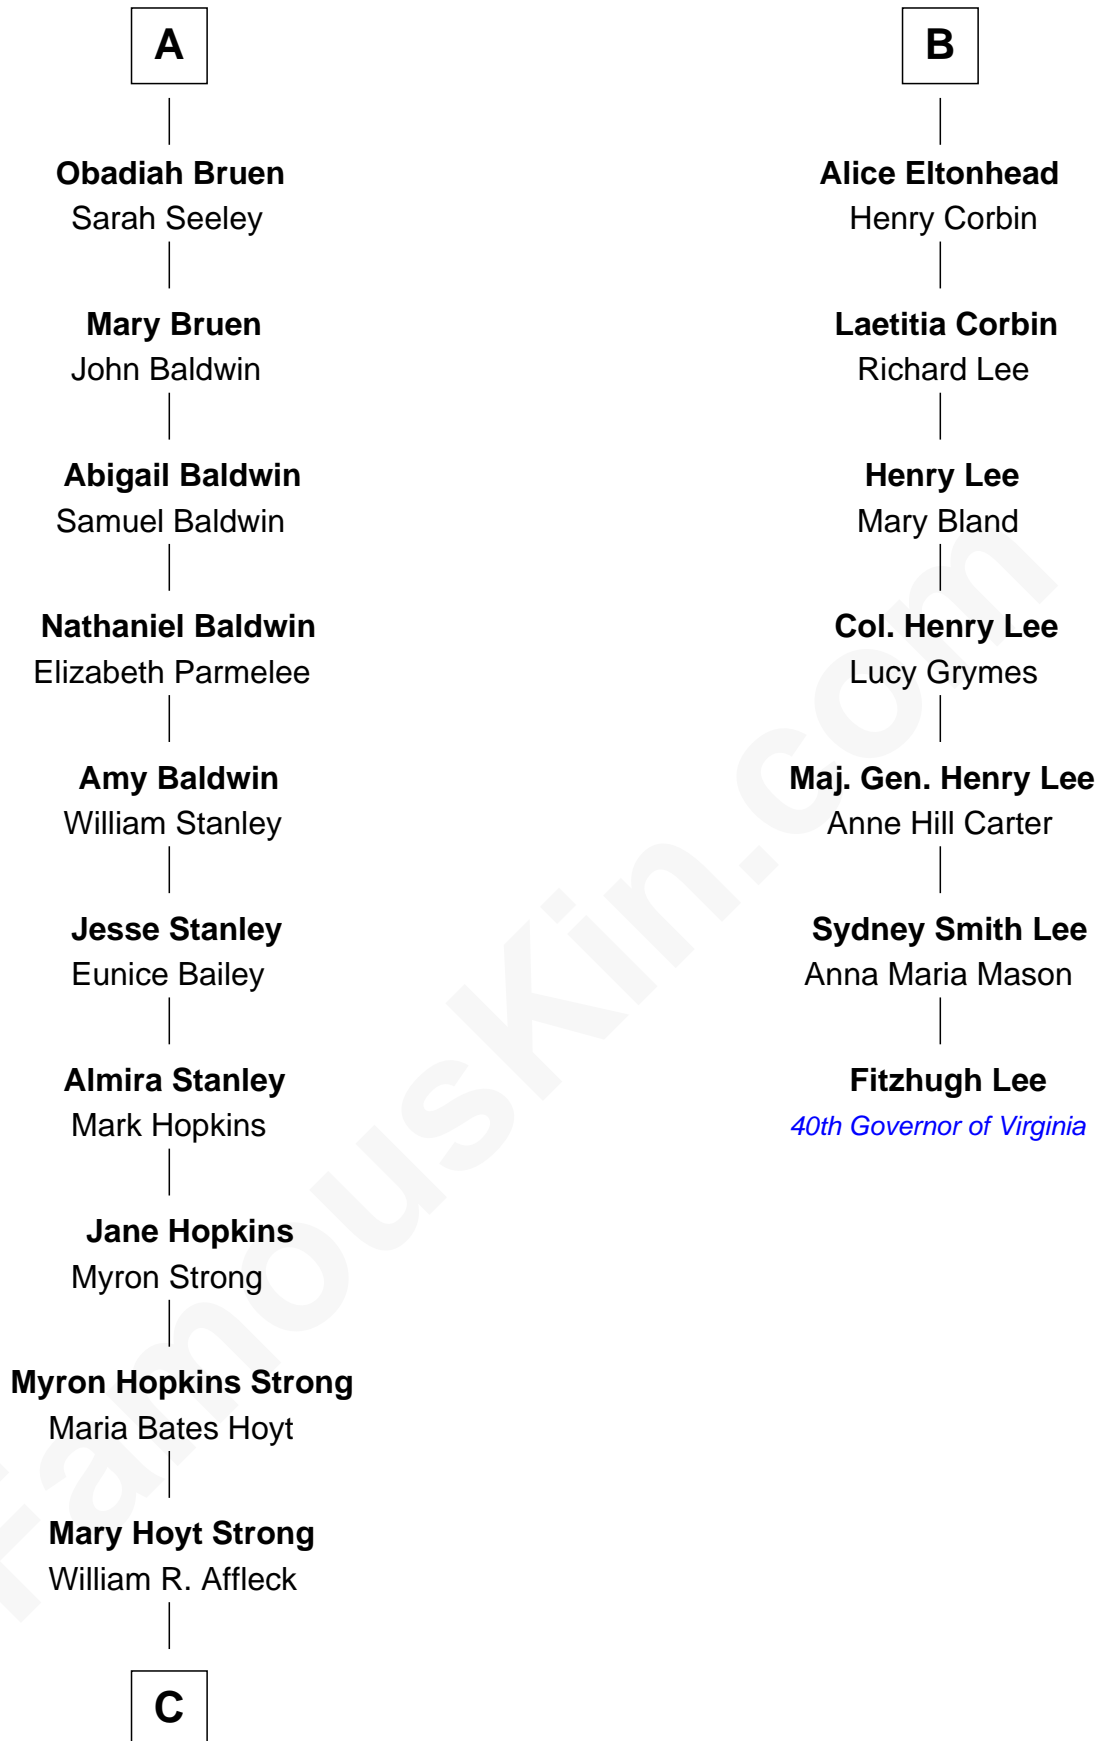 A
Obadiah Bruen
Sarah Seeley
Mary Bruen
John Baldwin
Abigail Baldwin
Samuel Baldwin
Nathaniel Baldwin
Elizabeth Parmelee
Amy Baldwin
William Stanley
Jesse Stanley
Eunice Bailey
Almira Stanley
Mark Hopkins
Jane Hopkins
Myron Strong
Myron Hopkins Strong
Maria Bates Hoyt
Mary Hoyt Strong
William R. Affleck
C
B
Alice Eltonhead
Henry Corbin
Laetitia Corbin
Richard Lee
Henry Lee
Mary Bland
Col. Henry Lee
Lucy Grymes
Maj. Gen. Henry Lee
Anne Hill Carter
Sydney Smith Lee
Anna Maria Mason
Fitzhugh Lee
40th Governor of Virginia
FamousKin.com